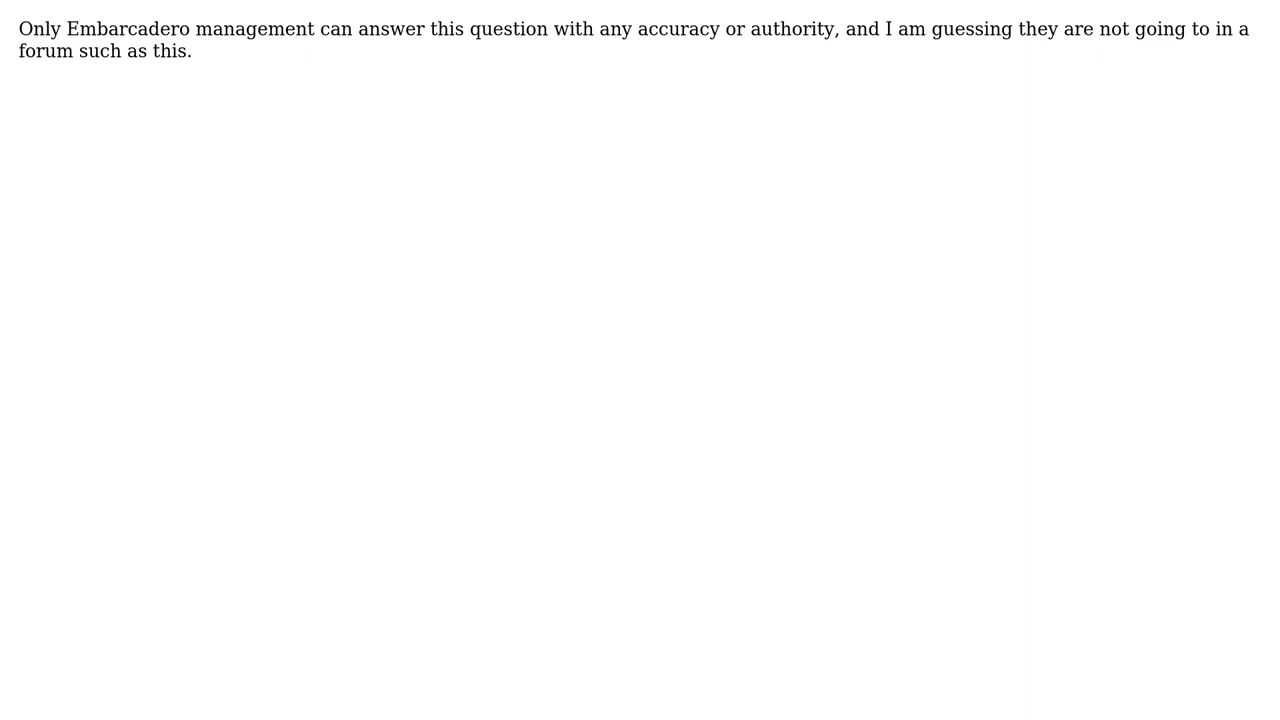 Only Embarcadero management can answer this question with any accuracy or authority, and I am guessing they are not going to in a
forum such as this.